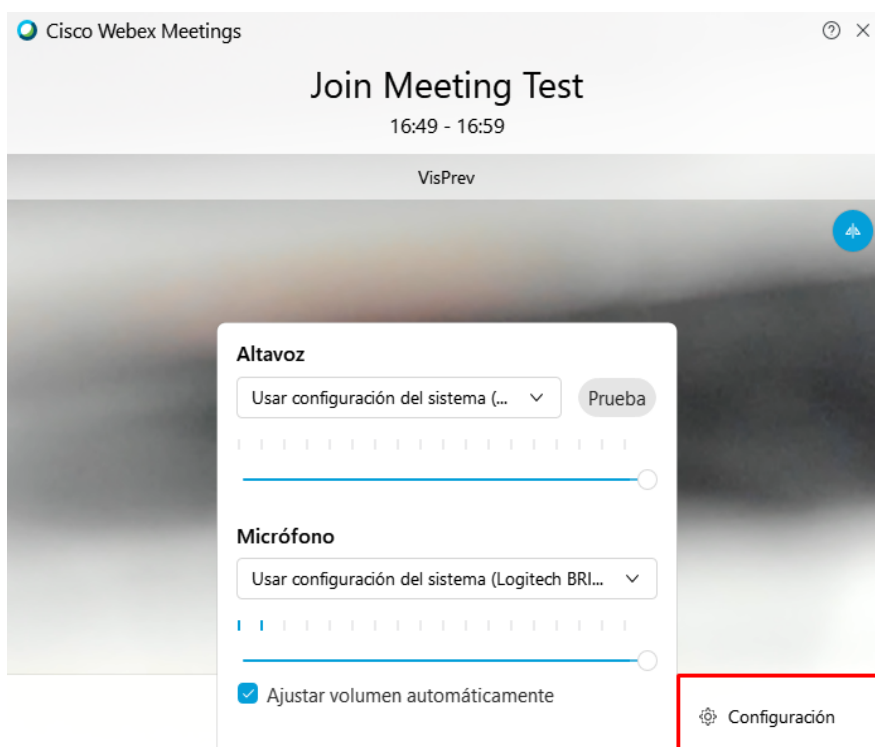 Cisco Webex Meetings
Join Meeting Test
16:49 - 16:59
VisPrev
Altavoz
Usar configuración del sistema (...
Prueba
Micrófono
Usar configuración del sistema (Logitech BRI...
Ajustar volumen automáticamente
Configuración